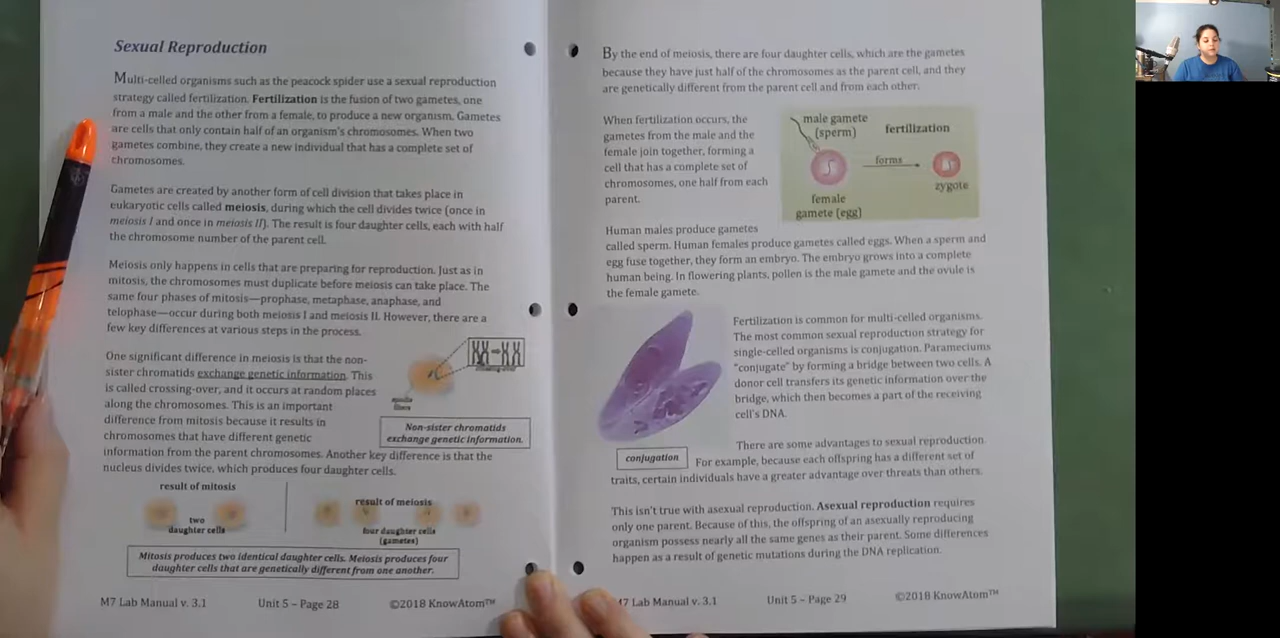 Sexual Reproduction
Multi-celled organisms such as the peacock spider use a sexual reproduction
strategy called fertilization. Fertilization is the fusion of two gametes, one
from a male and the other from a female, to produce a new organism. Gametes
are cells that only contain half of an organism's chromosomes. When two
gametes combine, they create a new individual that has a complete set of
chromosomes.
Gametes are created by another form of cell division that takes place in
eukaryotic cells called meiosis, during which the cell divides twice (once in
meiosis I and once in meiosis II). The result is four daughter cells, each with half
the chromosome number of the parent cell.
Meiosis only happens in cells that are preparing for reproduction. Just as in
mitosis, the chromosomes must duplicate before meiosis can take place. The
same four phases of mitosis—prophase, metaphase, anaphase, and
telophase—occur during both meiosis I and meiosis II. However, there are a
few key differences at various steps in the process.
One significant difference in meiosis is that the non-
sister chromatids exchange genetic information. This
is called crossing-over, and it occurs at random places
along the chromosomes. This is an important
difference from mitosis because it results in
chromosomes that have different genetic
information from the parent chromosomes. Another key difference is that the
nucleus divides twice, which produces four daughter cells.
Non-sister chromatids
exchange genetic information.
result of mitosis
two
daughter cells
result of meiosis
four daughter cells
(gametes)
Mitosis produces two identical daughter cells. Meiosis produces four
daughter cells that are genetically different from one another.
M7 Lab Manual v. 3.1 Unit 5 – Page 28 ©2018 KnowAtom™
By the end of meiosis, there are four daughter cells, which are the gametes
because they have just half of the chromosomes as the parent cell, and they
are genetically different from the parent cell and from each other.
When fertilization occurs, the
gametes from the male and the
female join together, forming a
cell that has a complete set of
chromosomes, one half from each
parent.
male gamete
(sperm)
fertilization
forms
zygote
female
gamete (egg)
Human males produce gametes
called sperm. Human females produce gametes called eggs. When a sperm and
egg fuse together, they form an embryo. The embryo grows into a complete
human being. In flowering plants, pollen is the male gamete and the ovule is
the female gamete.
Fertilization is common for multi-celled organisms.
The most common sexual reproduction strategy for
single-celled organisms is conjugation. Parameciums
"conjugate" by forming a bridge between two cells. A
donor cell transfers its genetic information over the
bridge, which then becomes a part of the receiving
cell's DNA.
conjugation
There are some advantages to sexual reproduction.
For example, because each offspring has a different set of
traits, certain individuals have a greater advantage over threats than others.
This isn't true with asexual reproduction. Asexual reproduction requires
only one parent. Because of this, the offspring of an asexually reproducing
organism possess nearly all the same genes as their parent. Some differences
happen as a result of genetic mutations during the DNA replication.
M7 Lab Manual v. 3.1 Unit 5 – Page 29 ©2018 KnowAtom™